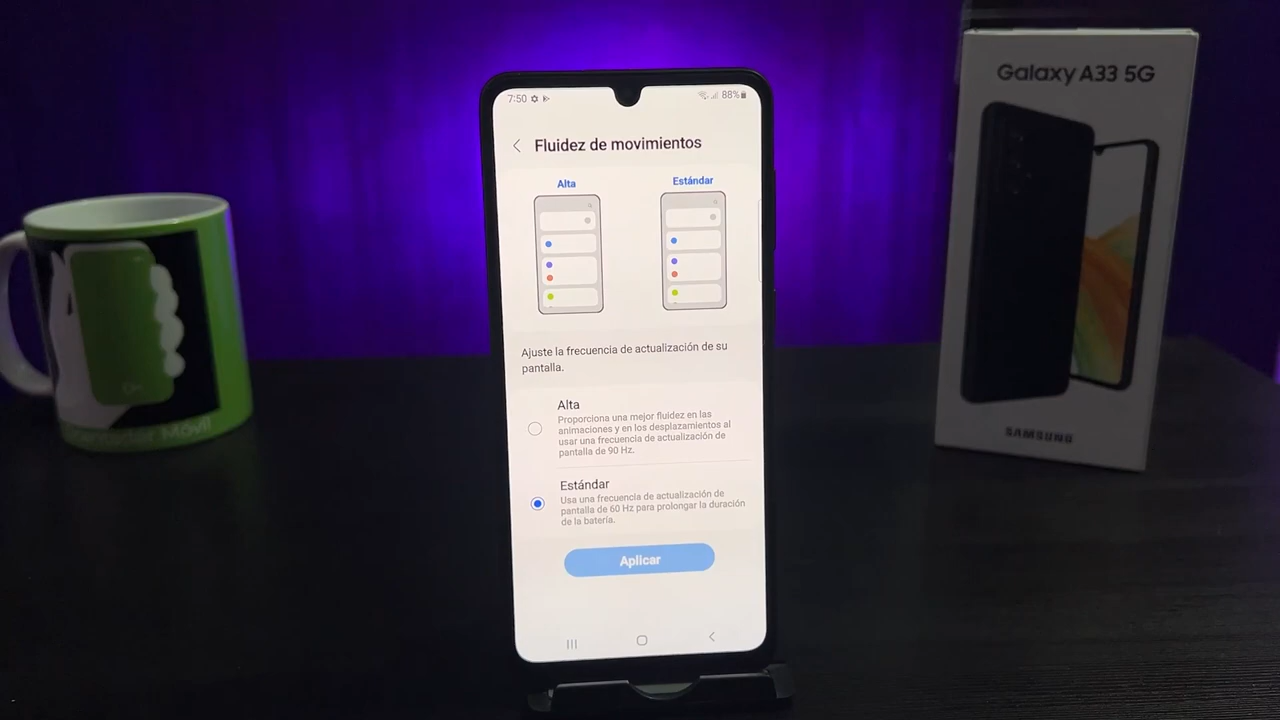 7:50
88%
Fluidez de movimientos
Alta
Estándar
Ajuste la frecuencia de actualización de su
pantalla.
Alta
Proporciona una mejor fluidez en las
animaciones y en los desplazamientos al
usar una frecuencia de actualización de
pantalla de 90 Hz.
Estándar
Usa una frecuencia de actualización de
pantalla de 60 Hz para prolongar la duración
de la batería.
Aplicar
Galaxy A33 5G
SAMSUNG
Móvil